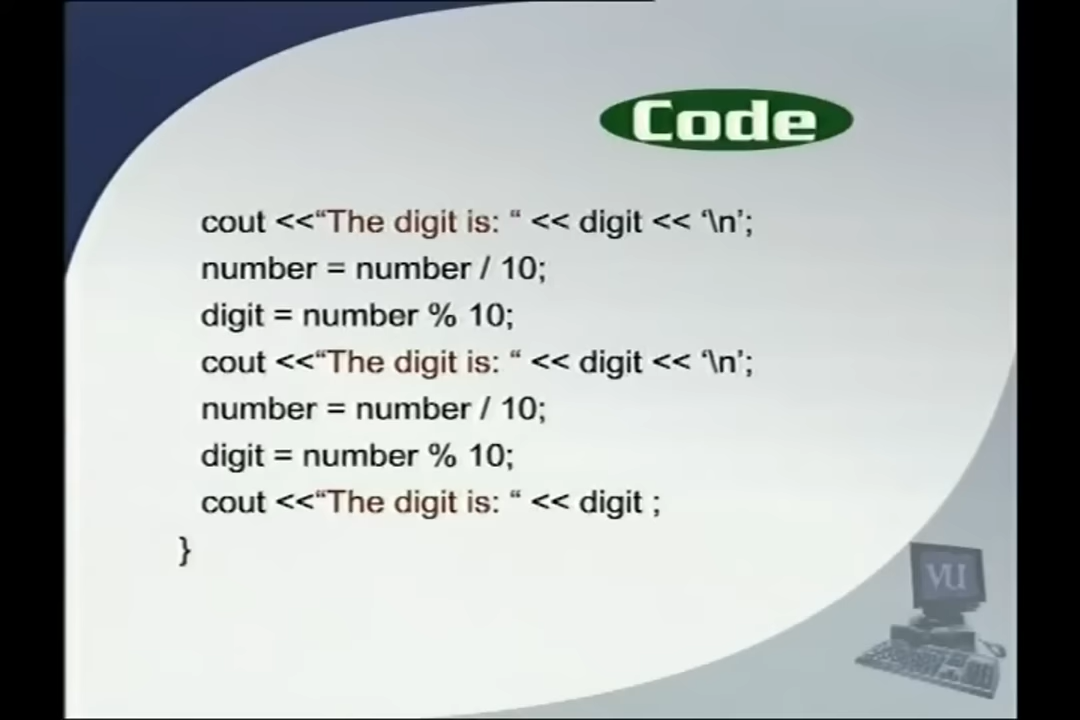 Code
cout <<“The digit is: “ << digit << ‘\n’;
number = number / 10;
digit = number % 10;
cout <<“The digit is: “ << digit << ‘\n’;
number = number / 10;
digit = number % 10;
cout <<“The digit is: “ << digit ;
}
VU